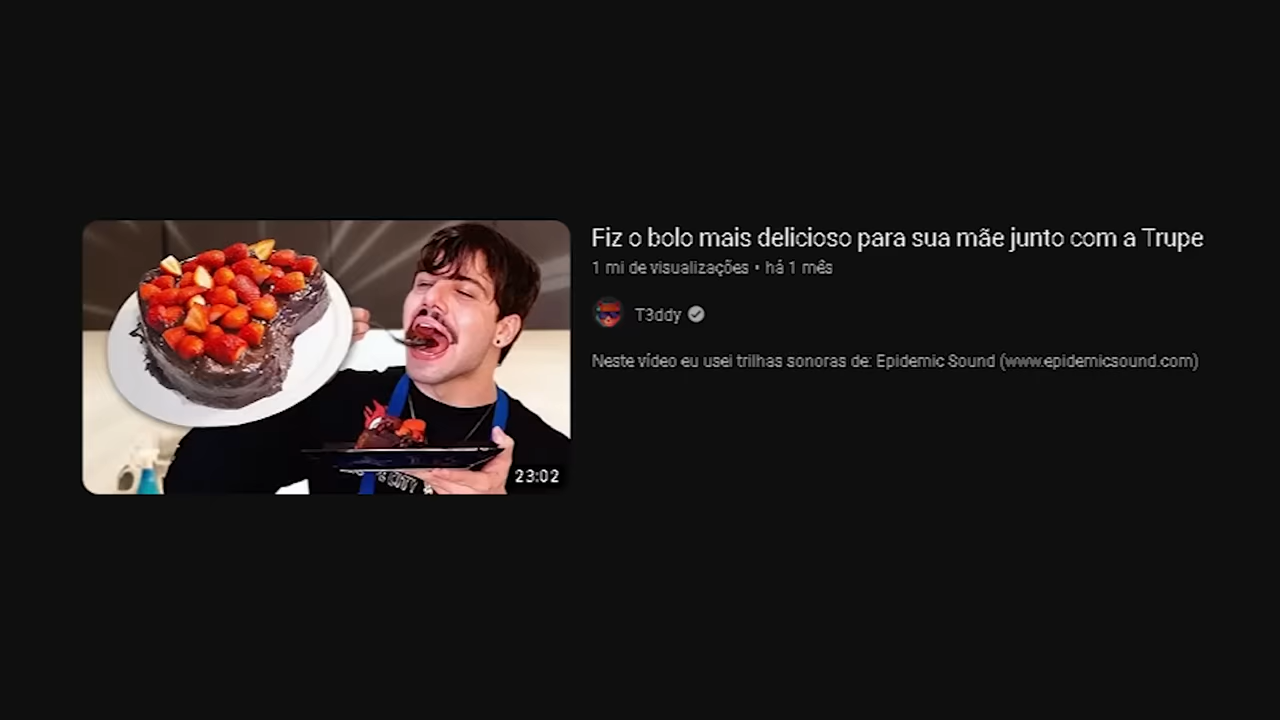 Fiz o bolo mais delicioso para sua mãe junto com a Trupe
1 mi de visualizações • há 1 mês
T3ddy
Neste vídeo eu usei trilhas sonoras de: Epidemic Sound (www.epidemicsound.com)
CITY
23:02